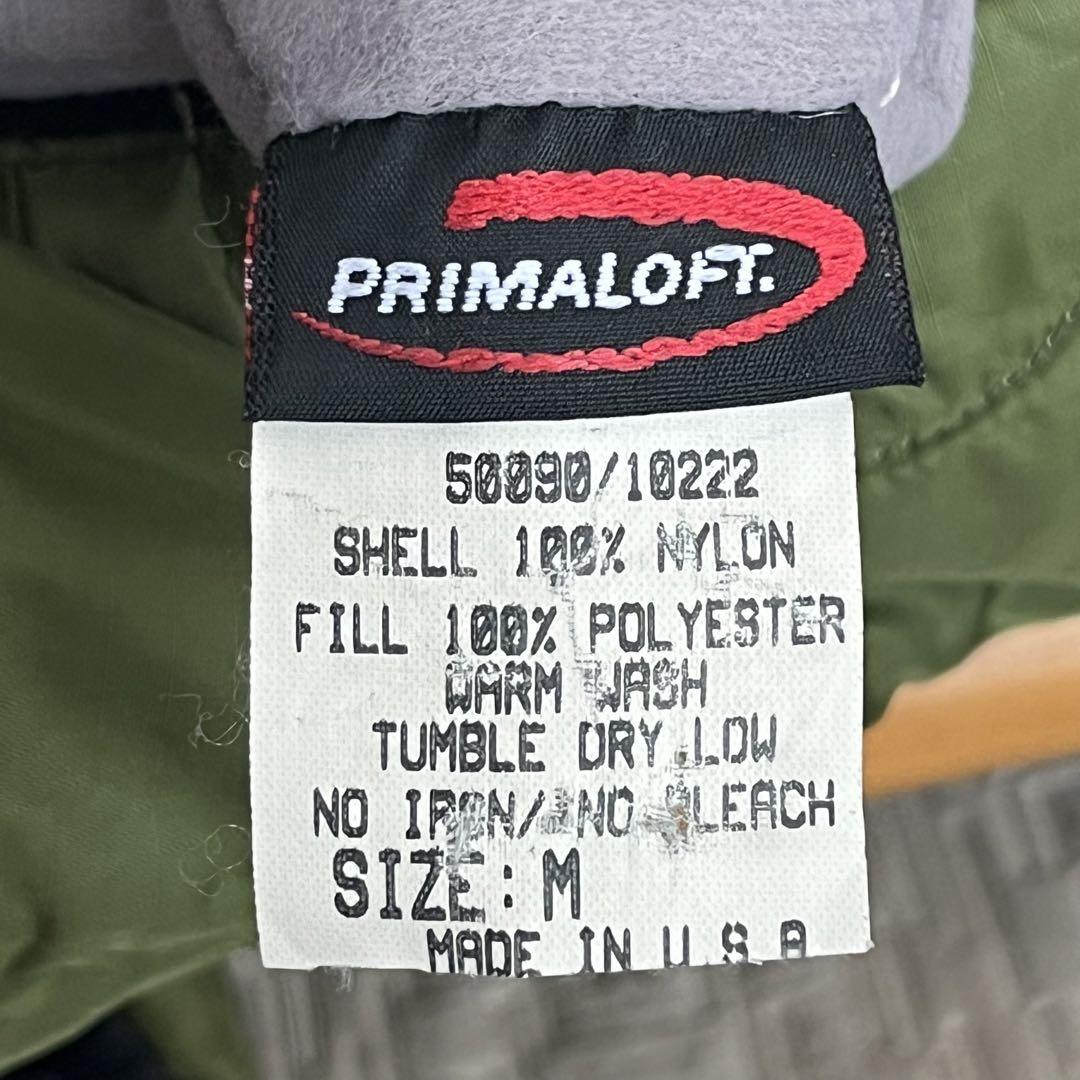 PRIMALOFT.
50090/10222
SHELL 100% NYLON
FILL 100% POLYESTER
WARM WASH
TUMBLE DRY LOW
NO IRON/ NO BLEACH
SIZE: M
MADE IN U.S.A